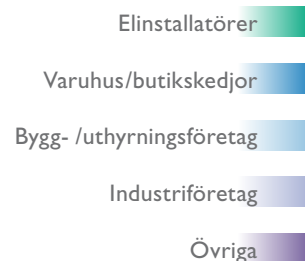 Elinstallatörer
Varuhus/butikskedjor
Bygg- /uthyrningsföretag
Industriföretag
Övriga